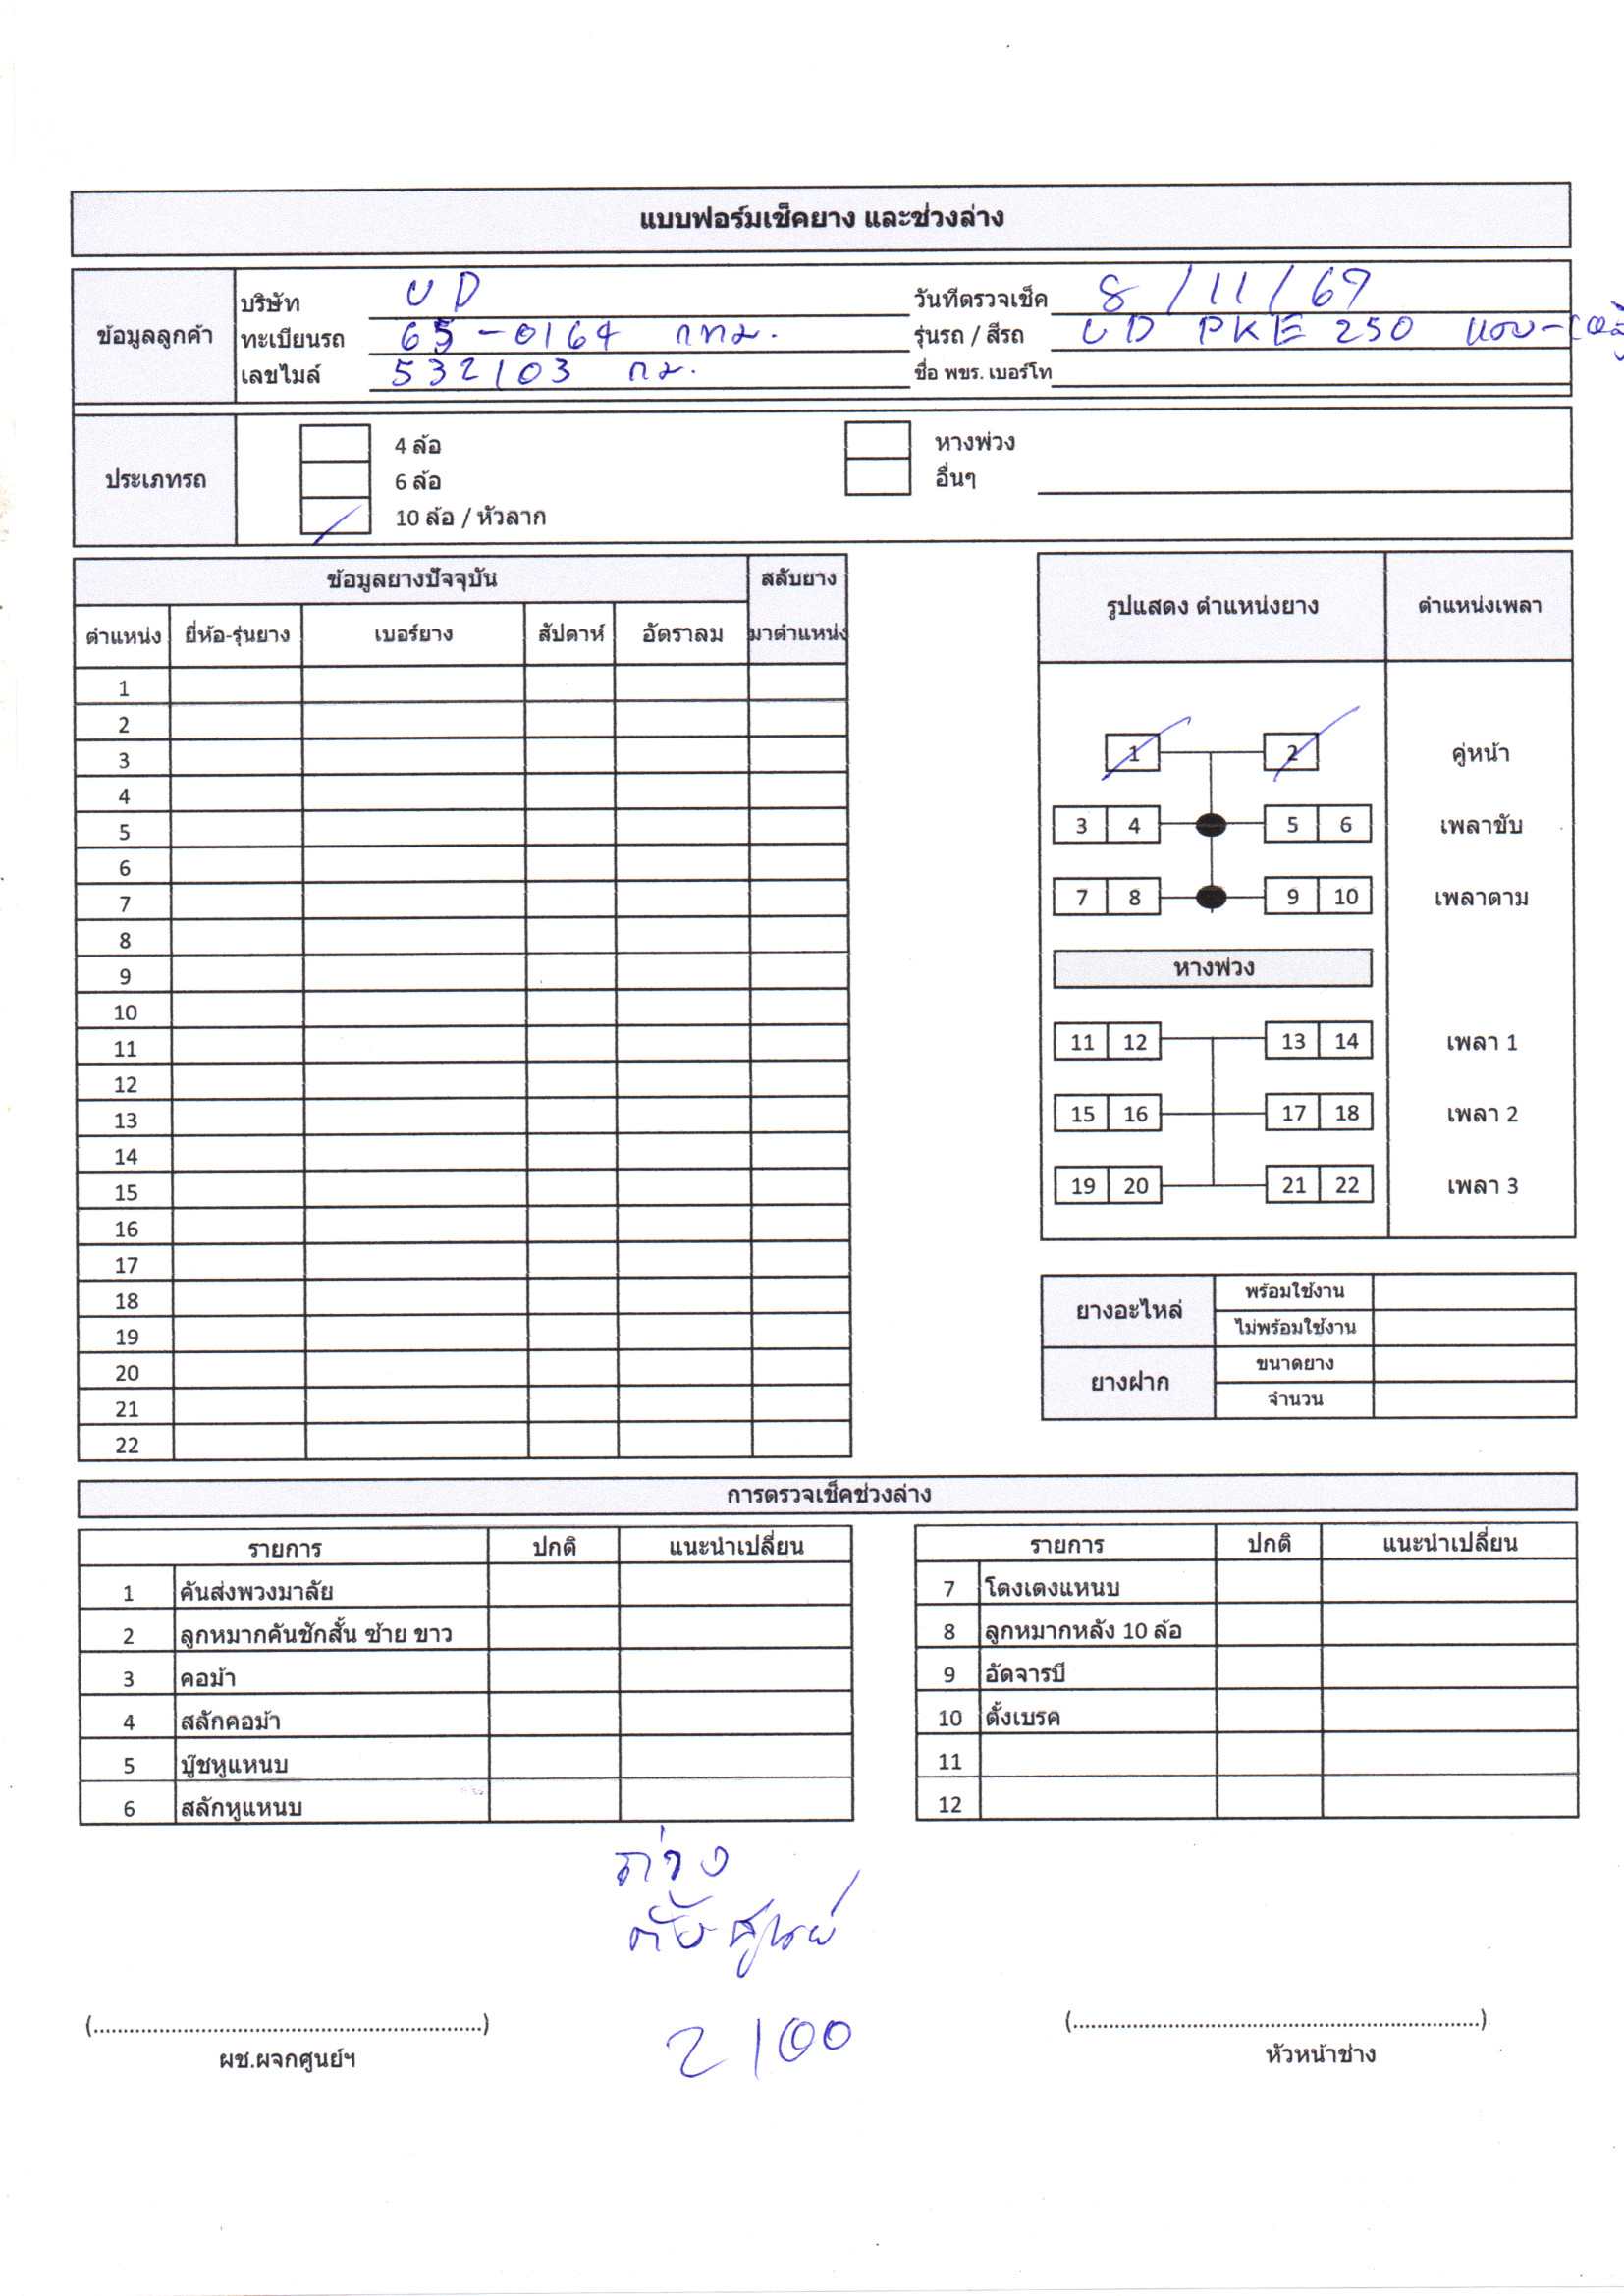 แบบฟอร์มเช็คยาง และช่วงล่าง
ข้อมูลลูกค้า
บริษัท UD วันที่ตรวจเช็ค 8/11/67
ทะเบียนรถ 65-0164 กทม. รุ่นรถ / สีรถ UD PKE 250
เลขไมล์ 532103 กม. ชื่อ พขร. เบอร์โท
ประเภทรถ
4 ล้อ หางพ่วง
6 ล้อ อื่นๆ
10 ล้อ / หัวลาก
ข้อมูลยางปัจจุบัน สลับยาง
ตำแหน่ง ยี่ห้อ-รุ่นยาง เบอร์ยาง สัปดาห์ อัตราลม มาตำแหน่ง
1
2
3
4
5
6
7
8
9
10
11
12
13
14
15
16
17
18
19
20
21
22
รูปแสดง ตำแหน่งยาง ตำแหน่งเพลา
1 2 คู่หน้า
3 4 5 6 เพลาขับ
7 8 9 10 เพลาตาม
หางพ่วง
11 12 13 14 เพลา 1
15 16 17 18 เพลา 2
19 20 21 22 เพลา 3
ยางอะไหล่ พร้อมใช้งาน
ไม่พร้อมใช้งาน
ยางฝาก ขนาดยาง
จำนวน
การตรวจเช็คช่วงล่าง
รายการ ปกติ แนะนำเปลี่ยน
1 คันส่งพวงมาลัย
2 ลูกหมากคันชักสั้น ซ้าย ขาว
3 คอม้า
4 สลักคอม้า
5 บู๊ชหูแหนบ
6 สลักหูแหนบ
รายการ ปกติ แนะนำเปลี่ยน
7 โตงเตงแหนบ
8 ลูกหมากหลัง 10 ล้อ
9 อัดจารบี
10 ตั้งเบรค
11
12
ถ่วง
ตั้งศูนย์
2100
(................................................................)
ผช.ผจกศูนย์ฯ
(................................................................)
หัวหน้าช่าง